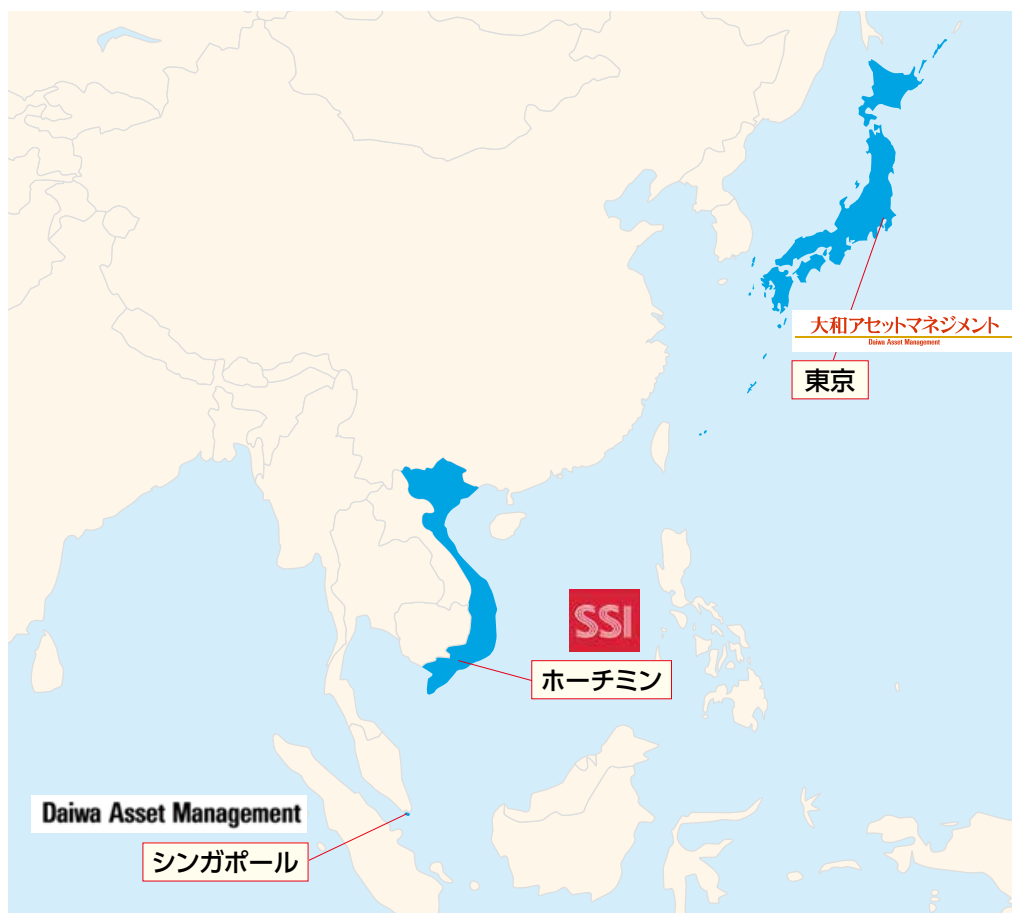 大和アセットマネジメント
Daiwa Asset Management
東京
SSI
ホーチミン
Daiwa Asset Management
シンガポール